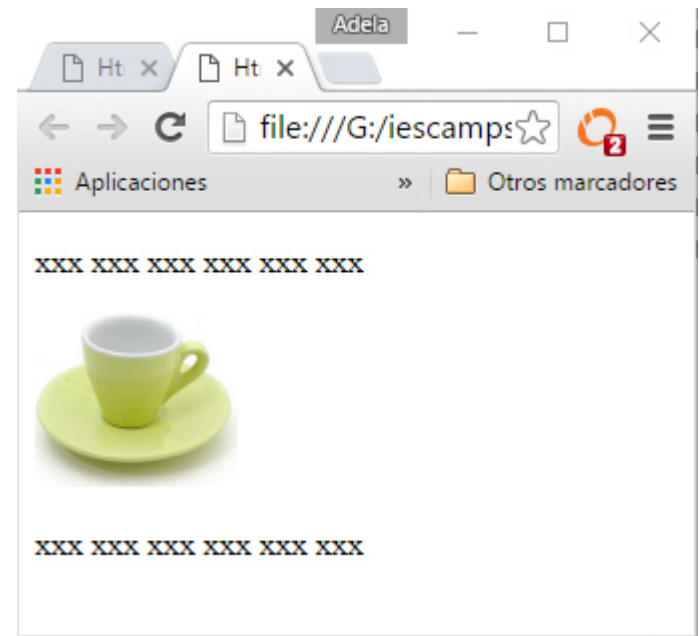 Adela
Ht Ht
file:///G:/iescamps
2
Aplicaciones » Otros marcadores
xxx xxx xxx xxx xxx xxx
xxx xxx xxx xxx xxx xxx